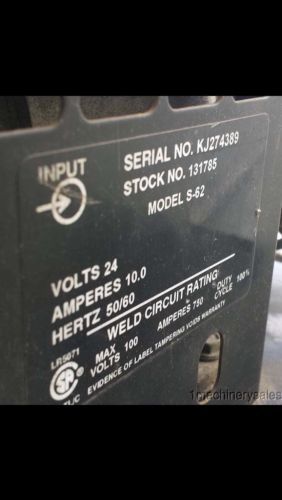 INPUT
SERIAL NO. KJ274389
STOCK NO. 131785
MODEL S-62
VOLTS 24
AMPERES 10.0
HERTZ 50/60
WELD CIRCUIT RATING
MAX VOLTS 100 AMPERES 750 DUTY CYCLE 100%
LR5071
EVIDENCE OF LABEL TAMPERING VOIDS WARRANTY
1machinerysales